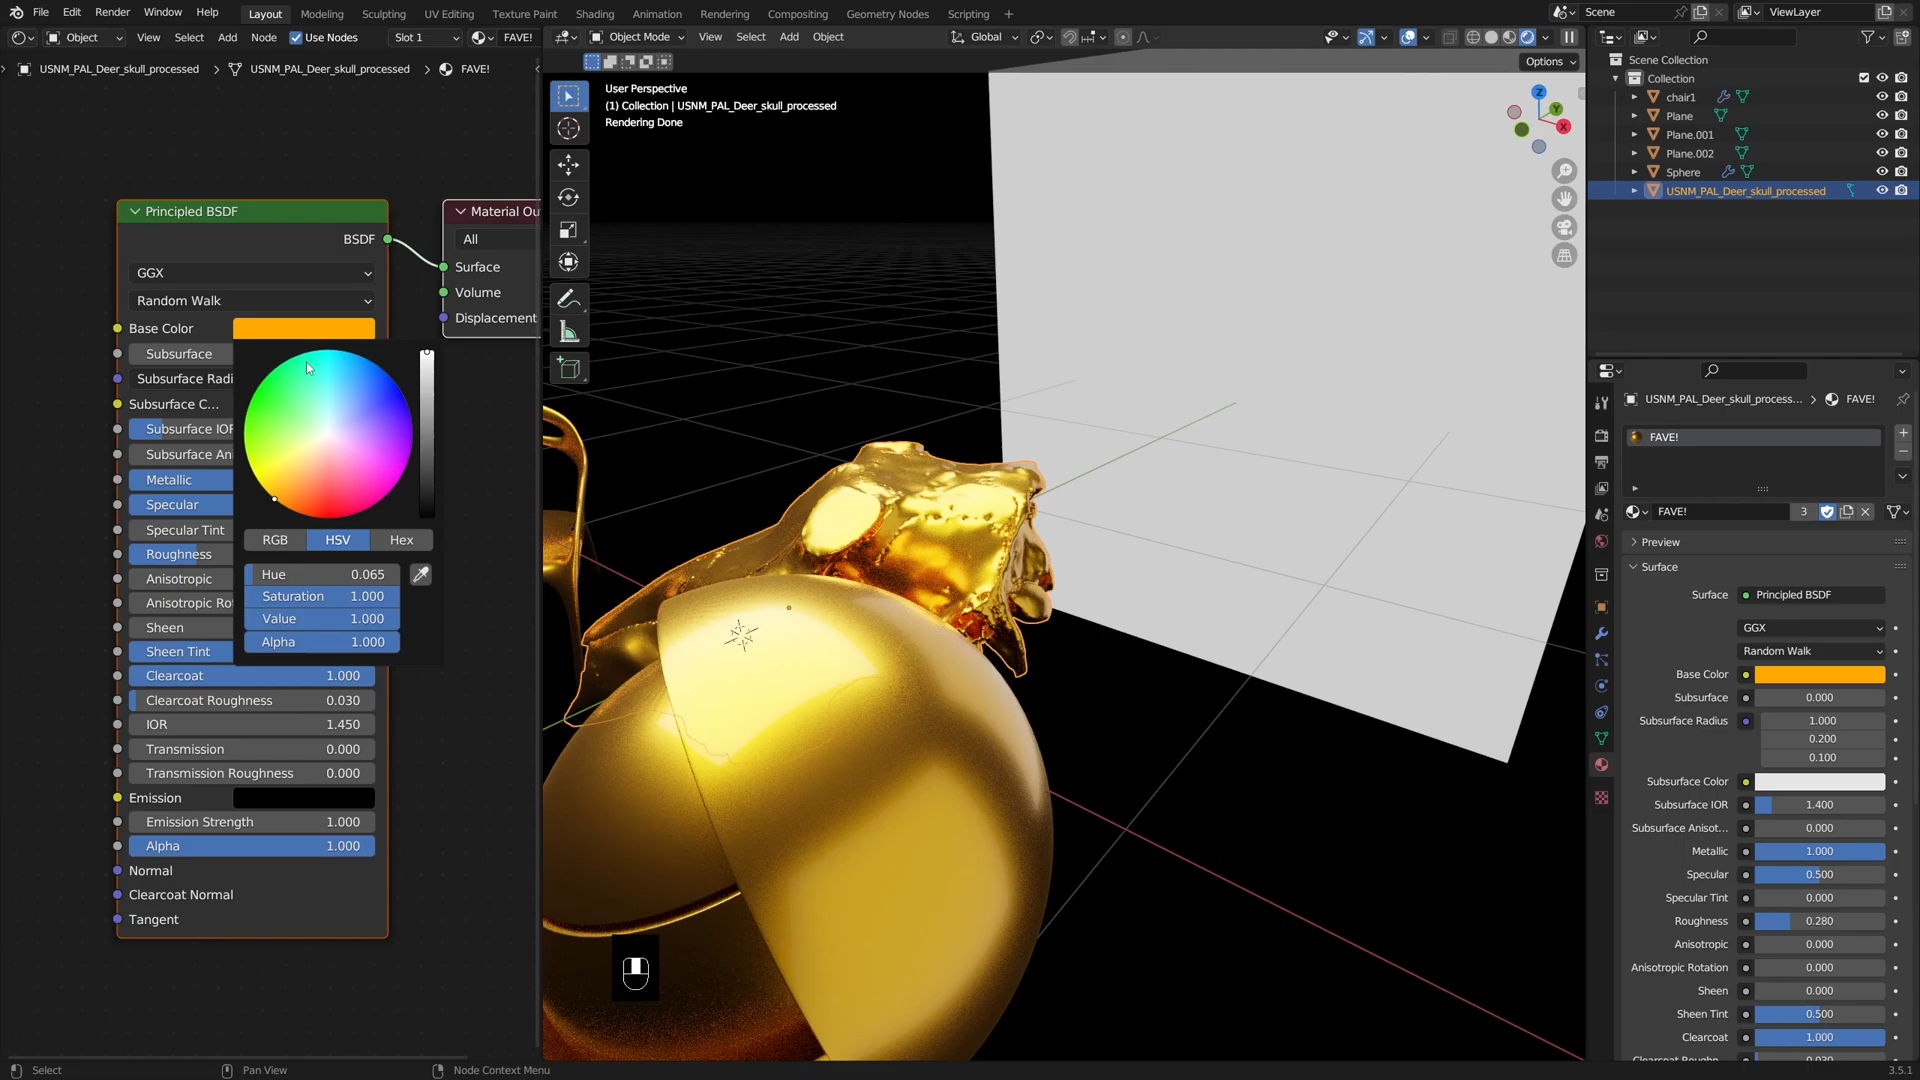 File Edit Render Window Help Layout Modeling Sculpting UV Editing Texture Paint Shading Animation Rendering Compositing Geometry Nodes Scripting + Scene ViewLayer
Object View Select Add Node Use Nodes Slot 1 FAVE! Object Mode View Select Add Object Global
USNM_PAL_Deer_skull_processed > USNM_PAL_Deer_skull_processed > FAVE!
Options
User Perspective
(1) Collection | USNM_PAL_Deer_skull_processed
Rendering Done
Z
Y
X
Principled BSDF
BSDF
GGX
Random Walk
Base Color
Subsurface
Subsurface Radi
Subsurface C...
Subsurface IOR
Subsurface An
Metallic
Specular
Specular Tint
Roughness
Anisotropic
Anisotropic Ro
Sheen
Sheen Tint
Clearcoat 1.000
Clearcoat Roughness 0.030
IOR 1.450
Transmission 0.000
Transmission Roughness 0.000
Emission
Emission Strength 1.000
Alpha 1.000
Normal
Clearcoat Normal
Tangent
RGB HSV Hex
Hue 0.065
Saturation 1.000
Value 1.000
Alpha 1.000
Material Ou
All
Surface
Volume
Displacement
Scene Collection
Collection
chair1
Plane
Plane.001
Plane.002
Sphere
USNM_PAL_Deer_skull_processed
USNM_PAL_Deer_skull_process... > FAVE!
FAVE!
FAVE! 3
Preview
Surface
Surface Principled BSDF
GGX
Random Walk
Base Color
Subsurface 0.000
Subsurface Radius 1.000
0.200
0.100
Subsurface Color
Subsurface IOR 1.400
Subsurface Anisot... 0.000
Metallic 1.000
Specular 0.500
Specular Tint 0.000
Roughness 0.280
Anisotropic 0.000
Anisotropic Rotation 0.000
Sheen 0.000
Sheen Tint 0.500
Clearcoat 1.000
Clearcoat Roughn... 0.030
Select Pan View Node Context Menu 3.5.1